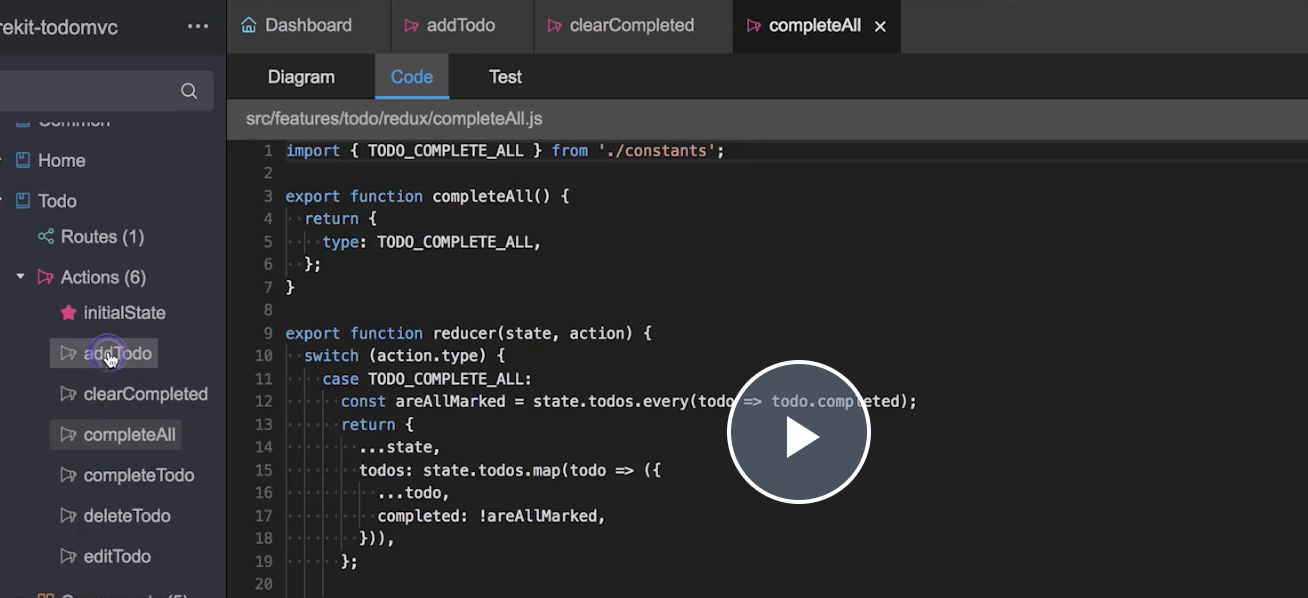 rekit-todomvc
Dashboard
addTodo
clearCompleted
completeAll
Diagram
Code
Test
src/features/todo/redux/completeAll.js
Common
Home
Todo
Routes (1)
Actions (6)
initialState
addTodo
clearCompleted
completeAll
completeTodo
deleteTodo
editTodo
1 import { TODO_COMPLETE_ALL } from './constants';
2
3 export function completeAll() {
4 return {
5 type: TODO_COMPLETE_ALL,
6 };
7 }
8
9 export function reducer(state, action) {
10 switch (action.type) {
11 case TODO_COMPLETE_ALL:
12 const areAllMarked = state.todos.every(todo => todo.completed);
13 return {
14 ...state,
15 todos: state.todos.map(todo => ({
16 ...todo,
17 completed: !areAllMarked,
18 })),
19 };
20